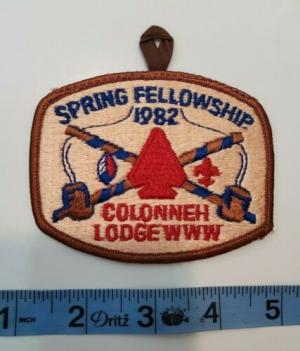 SPRING FELLOWSHIP
1982
COLONNEH
LODGE WWW
1 INCH 2 Dritz 3 4 5